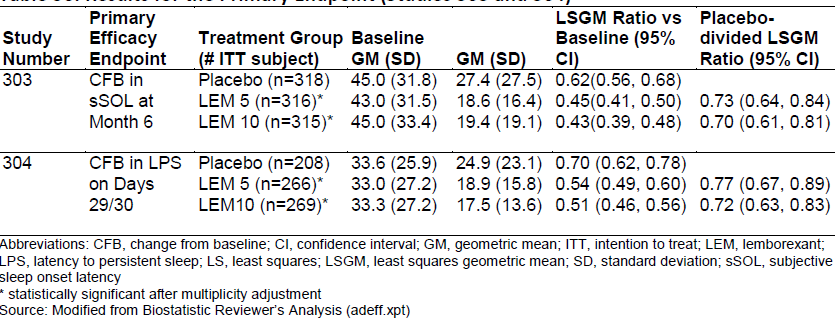 Table Results for the Primary Endpoint (Studies 303 and 304)
Primary LSGM Ratio vs Placebo-
Study Efficacy Treatment Group Baseline Baseline (95% divided LSGM
Number Endpoint (# ITT subject) GM (SD) GM (SD) CI) Ratio (95% CI)
303 CFB in Placebo (n=318) 45.0 (31.8) 27.4 (27.5) 0.62(0.56, 0.68)
sSOL at LEM 5 (n=316)* 43.0 (31.5) 18.6 (16.4) 0.45(0.41, 0.50) 0.73 (0.64, 0.84)
Month 6 LEM 10 (n=315)* 45.0 (33.4) 19.4 (19.1) 0.43(0.39, 0.48) 0.70 (0.61, 0.81)
304 CFB in LPS Placebo (n=208) 33.6 (25.9) 24.9 (23.1) 0.70 (0.62, 0.78)
on Days LEM 5 (n=266)* 33.0 (27.2) 18.9 (15.8) 0.54 (0.49, 0.60) 0.77 (0.67, 0.89)
29/30 LEM10 (n=269)* 33.3 (27.2) 17.5 (13.6) 0.51 (0.46, 0.56) 0.72 (0.63, 0.83)
Abbreviations: CFB, change from baseline; CI, confidence interval; GM, geometric mean; ITT, intention to treat; LEM, lemborexant;
LPS, latency to persistent sleep; LS, least squares; LSGM, least squares geometric mean; SD, standard deviation; sSOL, subjective
sleep onset latency
* statistically significant after multiplicity adjustment
Source: Modified from Biostatistic Reviewer's Analysis (adeff.xpt)